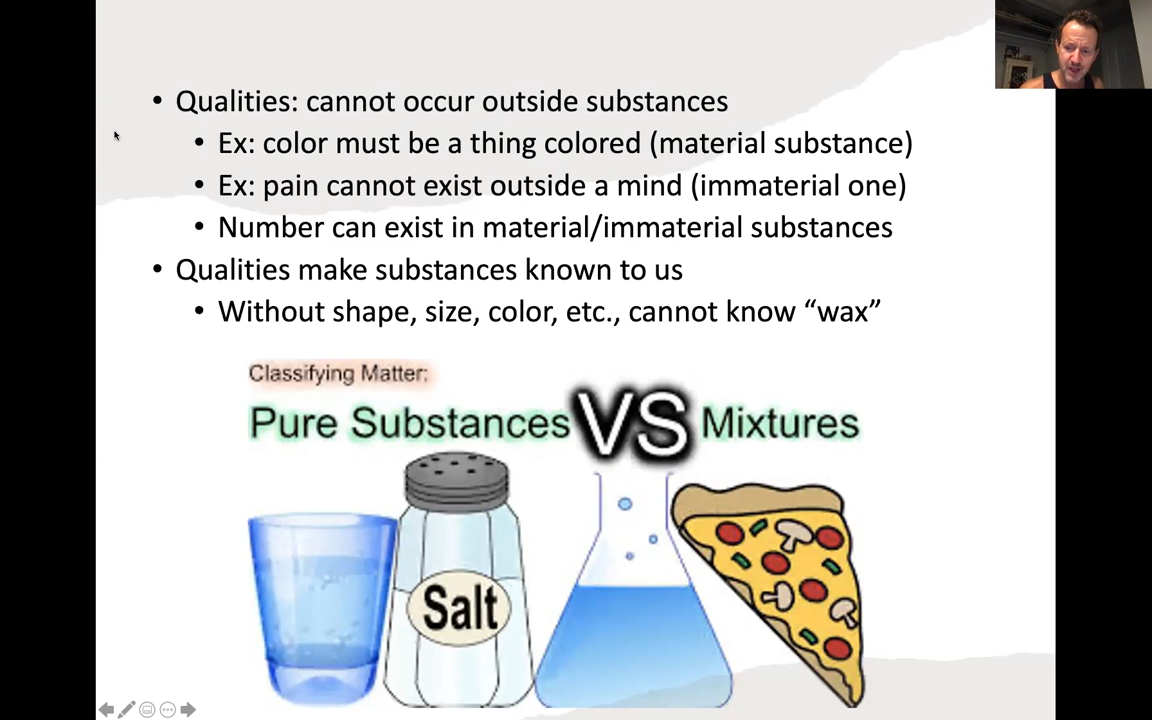 • Qualities: cannot occur outside substances
• Ex: color must be a thing colored (material substance)
• Ex: pain cannot exist outside a mind (immaterial one)
• Number can exist in material/immaterial substances
• Qualities make substances known to us
• Without shape, size, color, etc., cannot know “wax”
Classifying Matter:
Pure Substances VS Mixtures
Salt